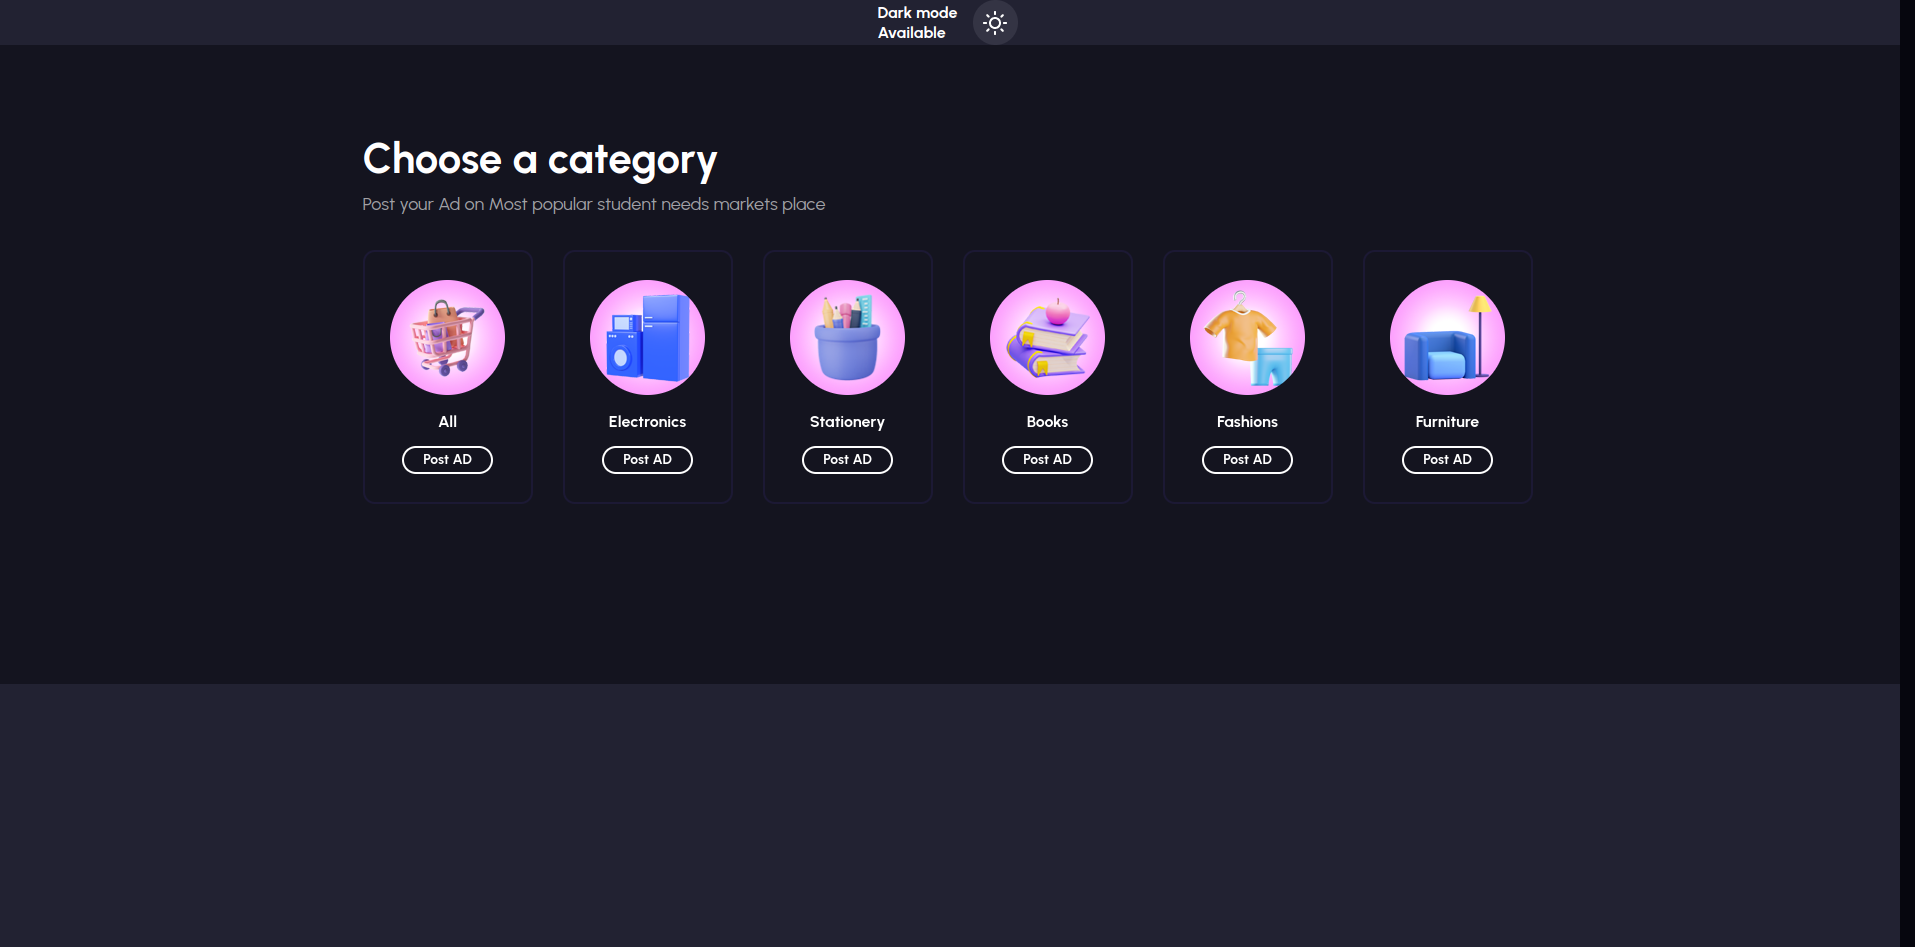 Dark mode
Available
Choose a category
Post your Ad on Most popular student needs markets place
All
Electronics
Stationery
Books
Fashions
Furniture
Post AD
Post AD
Post AD
Post AD
Post AD
Post AD